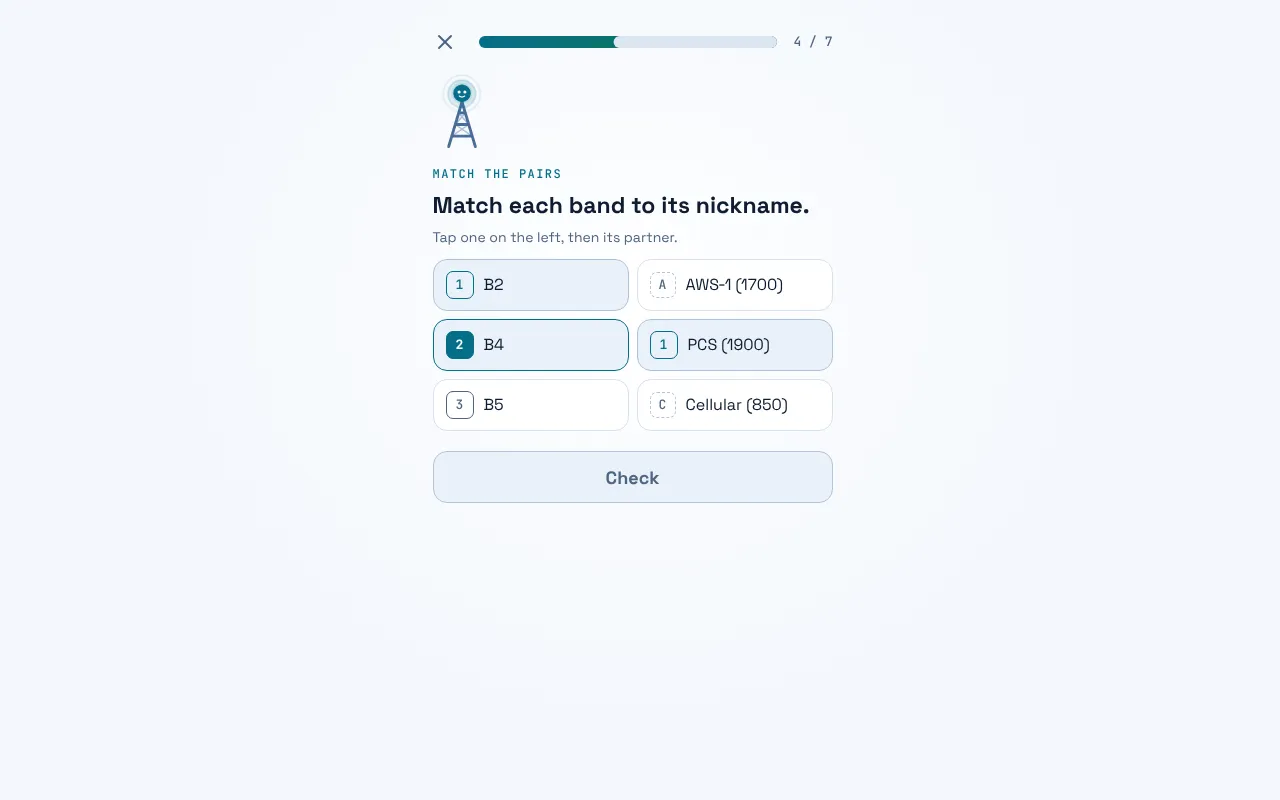 4 / 7
MATCH THE PAIRS
Match each band to its nickname.
Tap one on the left, then its partner.
1 B2
A AWS-1 (1700)
2 B4
1 PCS (1900)
3 B5
C Cellular (850)
Check